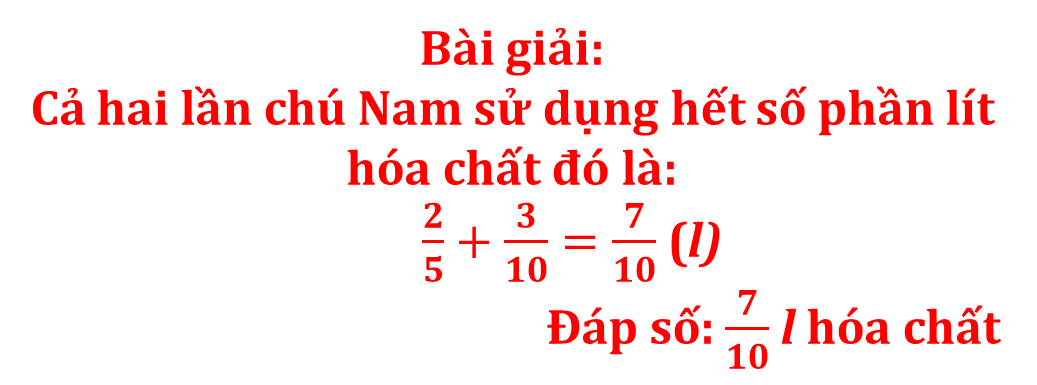 Bài giải:
Cả hai lần chú Nam sử dụng hết số phần lít
hóa chất đó là:
2/5 + 3/10 = 7/10 (l)
Đáp số: 7/10 l hóa chất